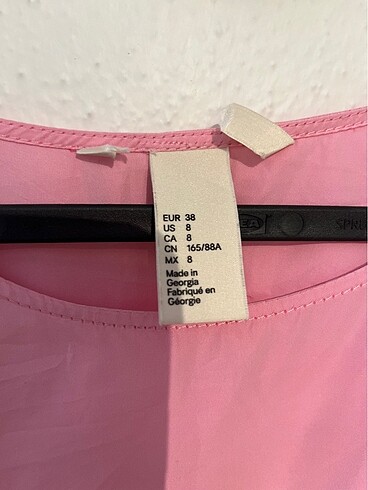 EUR 38
US 8
CA 8
CN 165/88A
MX 8
Made in
Georgia
Fabriqué en
Géorgie